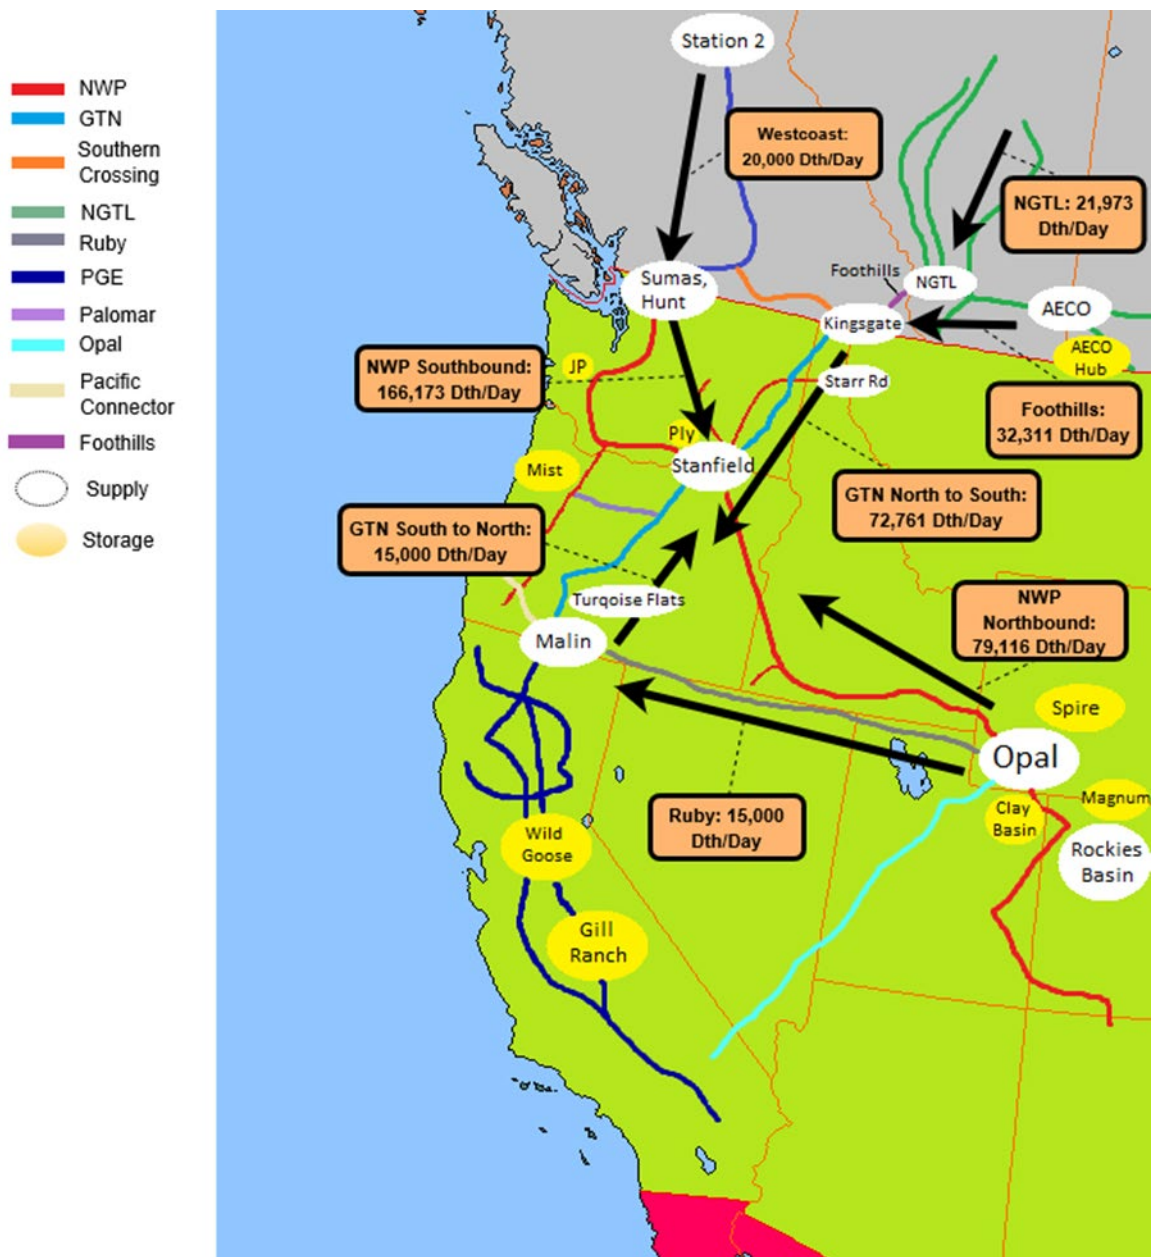 NWP
GTN
Southern
Crossing
NGTL
Ruby
PGE
Palomar
Opal
Pacific
Connector
Foothills
Supply
Storage
Station 2
Westcoast:
20,000 Dth/Day
NGTL: 21,973
Dth/Day
Sumas,
Hunt
Foothills
NGTL
AECO
Kingsgate
AECO
Hub
NWP Southbound:
166,173 Dth/Day
JP
Starr Rd
Foothills:
32,311 Dth/Day
Ply
Stanfield
Mist
GTN North to South:
72,761 Dth/Day
GTN South to North:
15,000 Dth/Day
Turqoise Flats
Malin
NWP
Northbound:
79,116 Dth/Day
Spire
Opal
Ruby: 15,000
Dth/Day
Clay
Basin
Magnum
Rockies
Basin
Wild
Goose
Gill
Ranch